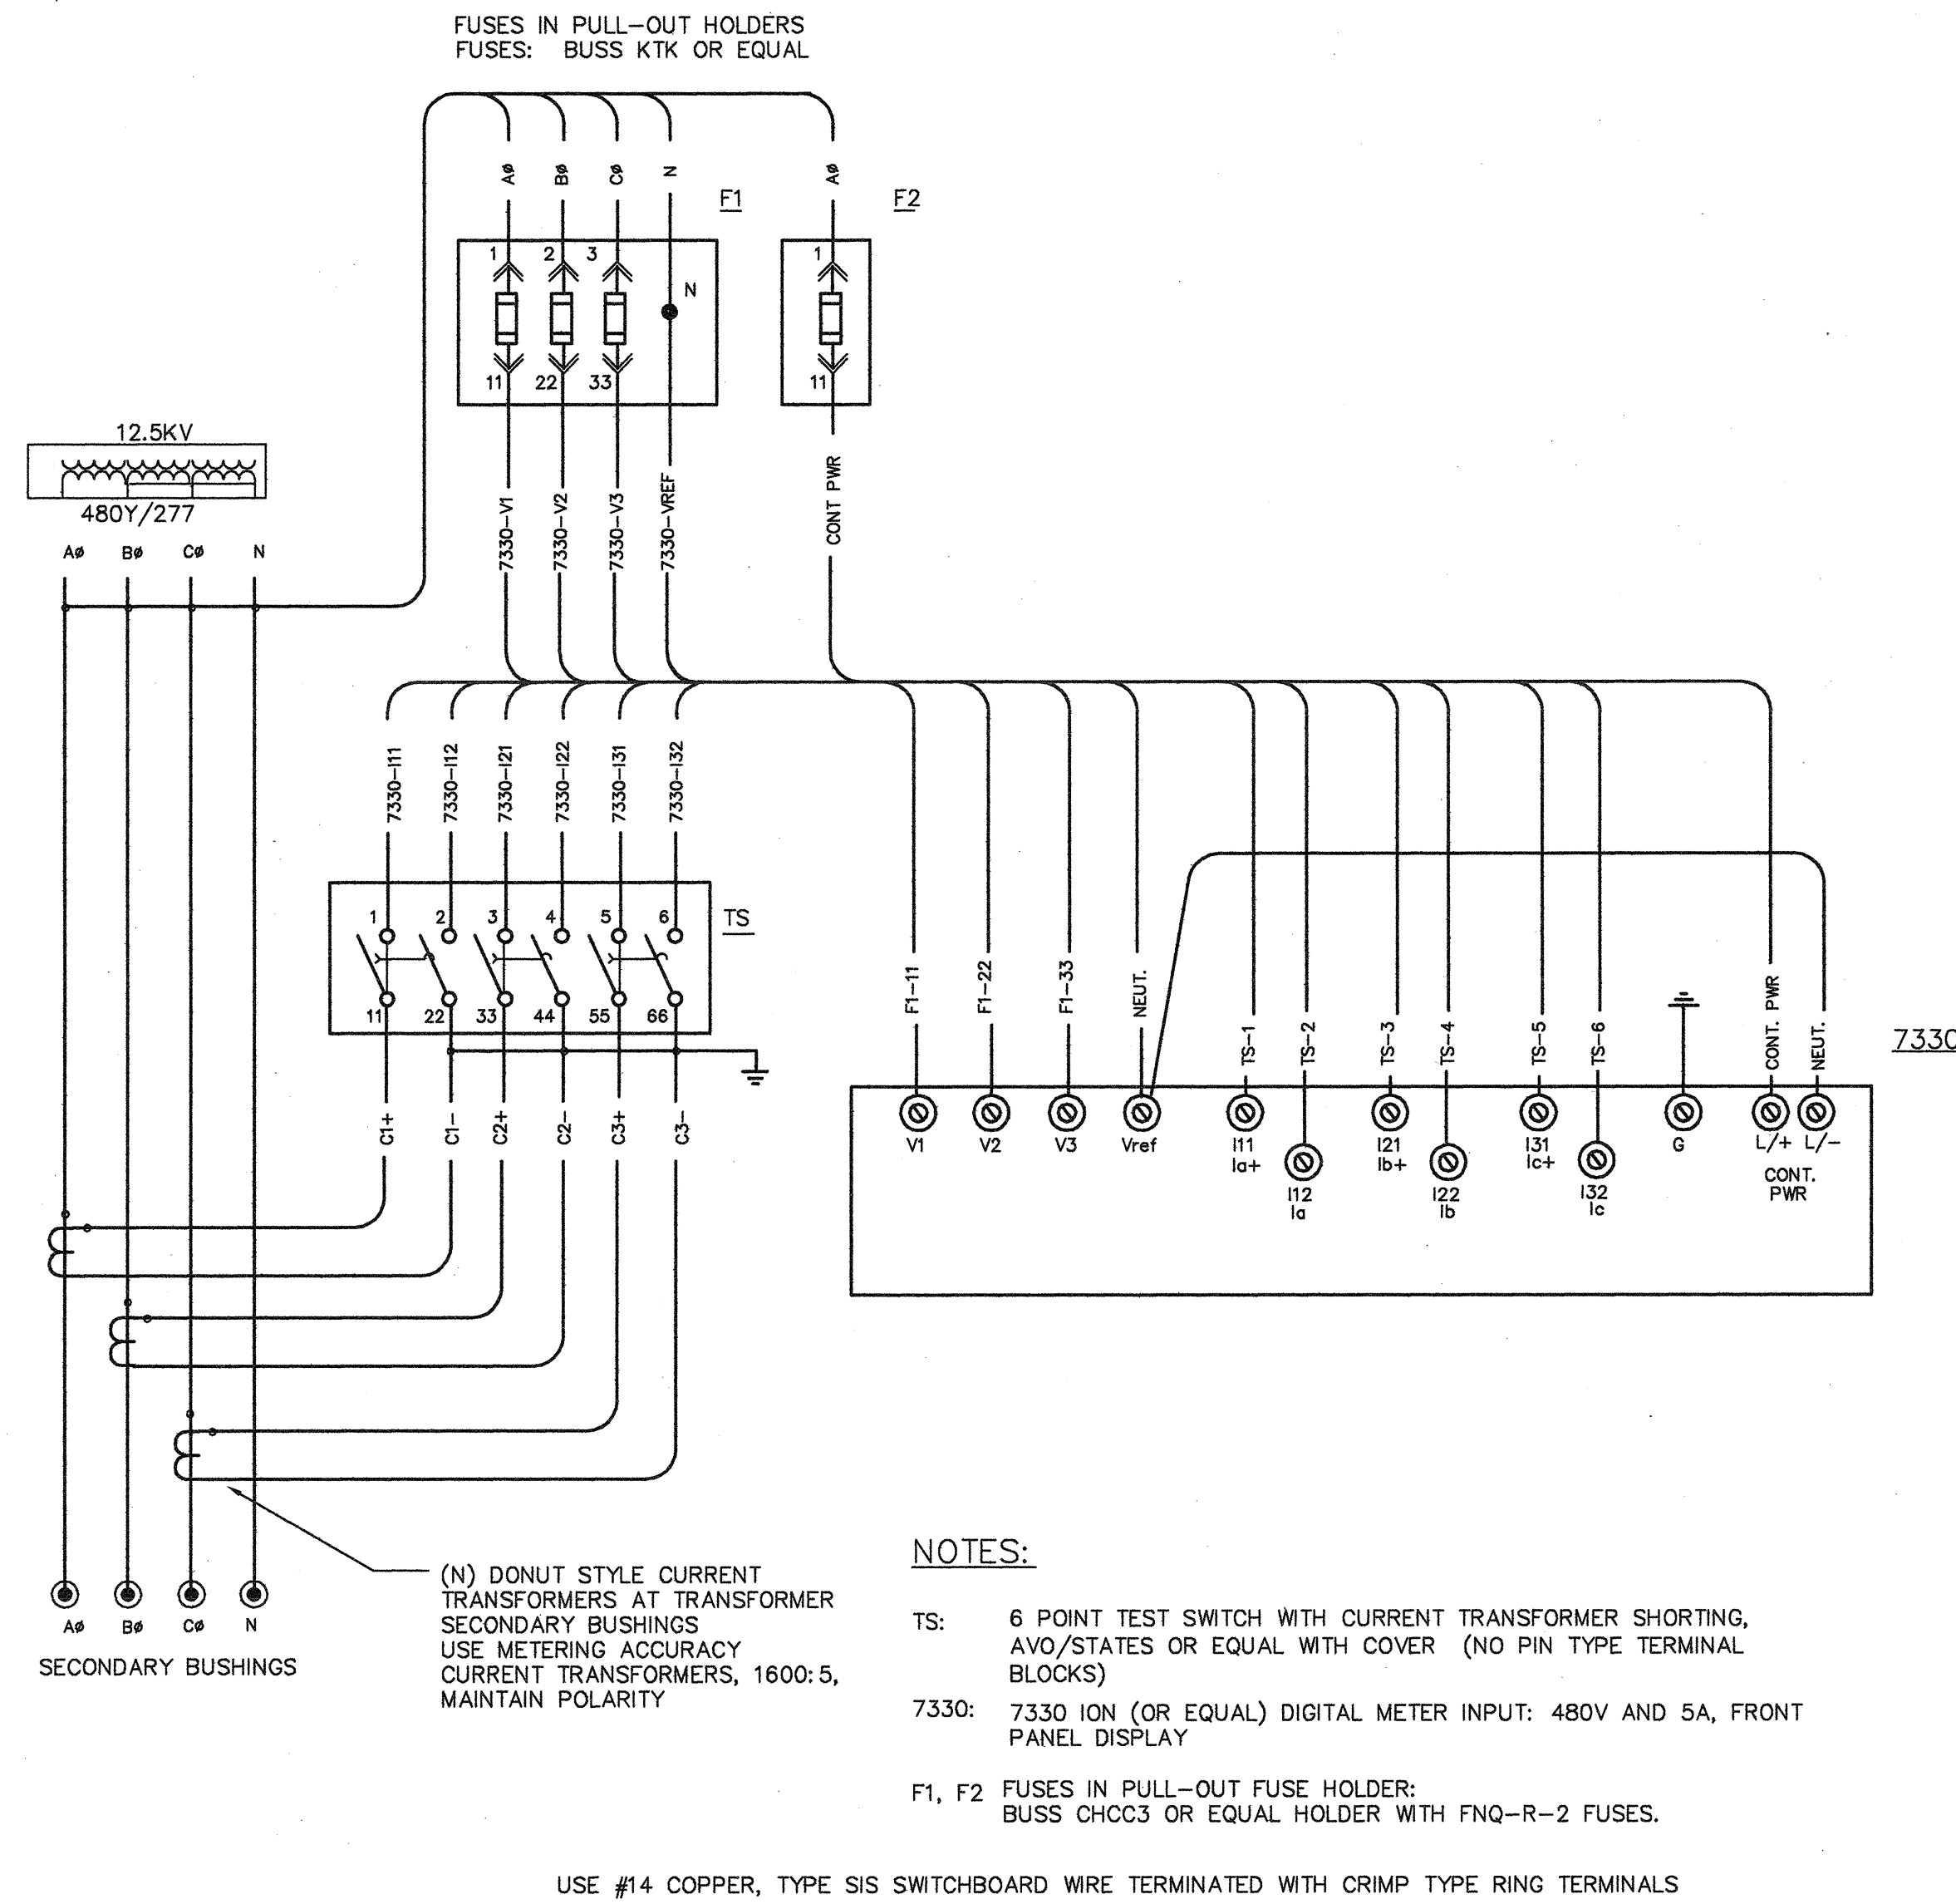 FUSES IN PULL-OUT HOLDERS
FUSES: BUSS KTK OR EQUAL
AØ BØ CØ N AØ
F1 F2
1 2 3 N 1
11 22 33 11
12.5KV
480Y/277
AØ BØ CØ N
7330-V1 7330-V2 7330-V3 7330-VREF CONT PWR
7330-I11 7330-I12 7330-I21 7330-I22 7330-I31 7330-I32
1 2 3 4 5 6 TS
11 22 33 44 55 66
F1-11 F1-22 F1-33 NEUT. TS-1 TS-2 TS-3 TS-4 TS-5 TS-6 CONT. PWR NEUT.
7330
C1+ C1- C2+ C2- C3+ C3-
V1 V2 V3 Vref I11 I21 I31 G L/+ L/-
Ia+ Ib+ Ic+ CONT.
PWR
I12 I22 I32
Ia Ib Ic
AØ BØ CØ N
SECONDARY BUSHINGS
(N) DONUT STYLE CURRENT
TRANSFORMERS AT TRANSFORMER
SECONDARY BUSHINGS
USE METERING ACCURACY
CURRENT TRANSFORMERS, 1600:5,
MAINTAIN POLARITY
NOTES:
TS: 6 POINT TEST SWITCH WITH CURRENT TRANSFORMER SHORTING,
AVO/STATES OR EQUAL WITH COVER (NO PIN TYPE TERMINAL
BLOCKS)
7330: 7330 ION (OR EQUAL) DIGITAL METER INPUT: 480V AND 5A, FRONT
PANEL DISPLAY
F1, F2 FUSES IN PULL-OUT FUSE HOLDER:
BUSS CHCC3 OR EQUAL HOLDER WITH FNQ-R-2 FUSES.
USE #14 COPPER, TYPE SIS SWITCHBOARD WIRE TERMINATED WITH CRIMP TYPE RING TERMINALS